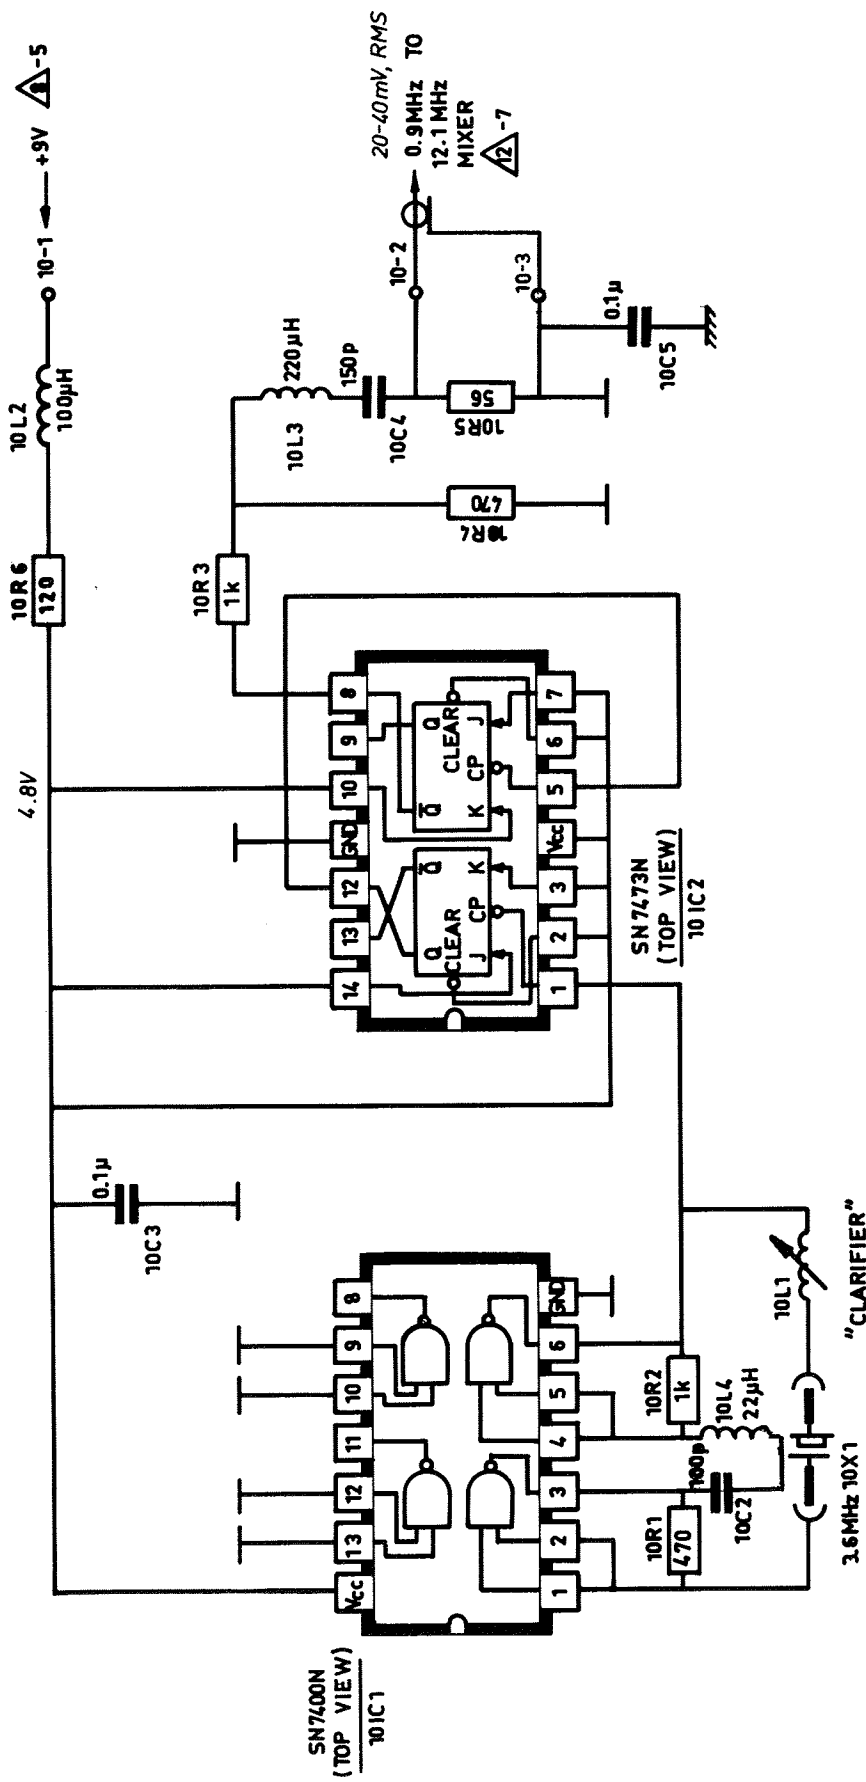 SN7400N
(TOP VIEW)
10IC1
Vcc
13
12
11
10
9
8
1
2
3
4
5
6
GND
10R1
470
10C2
100p
10R2
1k
10L4
22µH
3.6MHz 10X1
10L1
"CLARIFIER"
0.1µ
10C3
4.8V
14
13
12
GND
10
9
8
1
2
3
Vcc
5
6
7
CLEAR
Q
Q
J
CP
K
Q
Q
K
CP
J
CLEAR
SN7473N
(TOP VIEW)
10IC2
10R6
120
10L2
100µH
10-1
+9V
8
-5
10R3
1k
10R4
470
10L3
220µH
10C4
150p
10R5
56
10-2
10-3
10C5
0.1µ
20-40mV, RMS
0.9MHz TO
12.1MHz
MIXER
12
-7